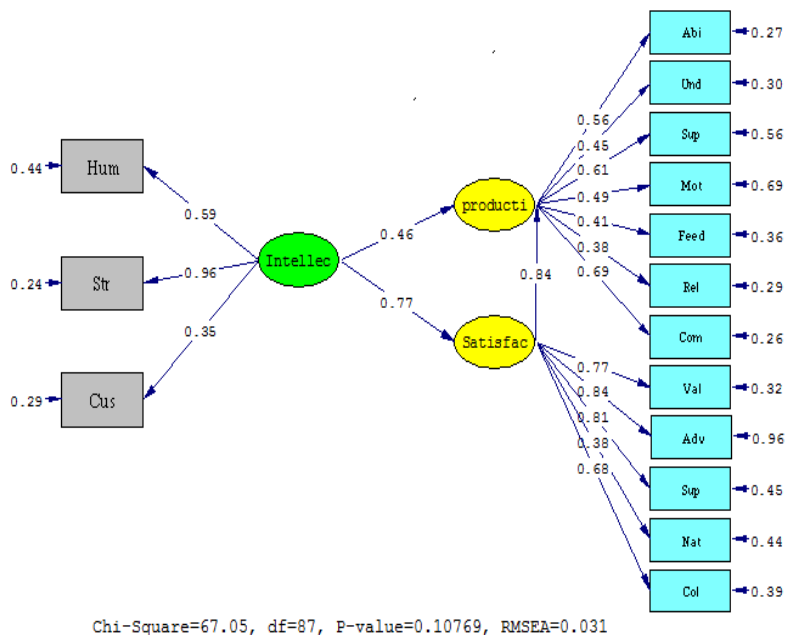 Abi
0.27
Und
0.30
0.56
0.45
Sup
0.56
0.61
Hum
0.44
Mot
0.69
0.49
producti
0.59
0.41
Feed
0.36
0.46
0.38
Intellec
Str
0.24
0.96
0.84
0.69
Rel
0.29
0.77
Com
0.26
0.35
Satisfac
0.77
Val
0.32
0.84
Cus
0.29
0.81
Adv
0.96
0.38
0.68
Sup
0.45
Nat
0.44
Col
0.39
Chi-Square=67.05, df=87, P-value=0.10769, RMSEA=0.031